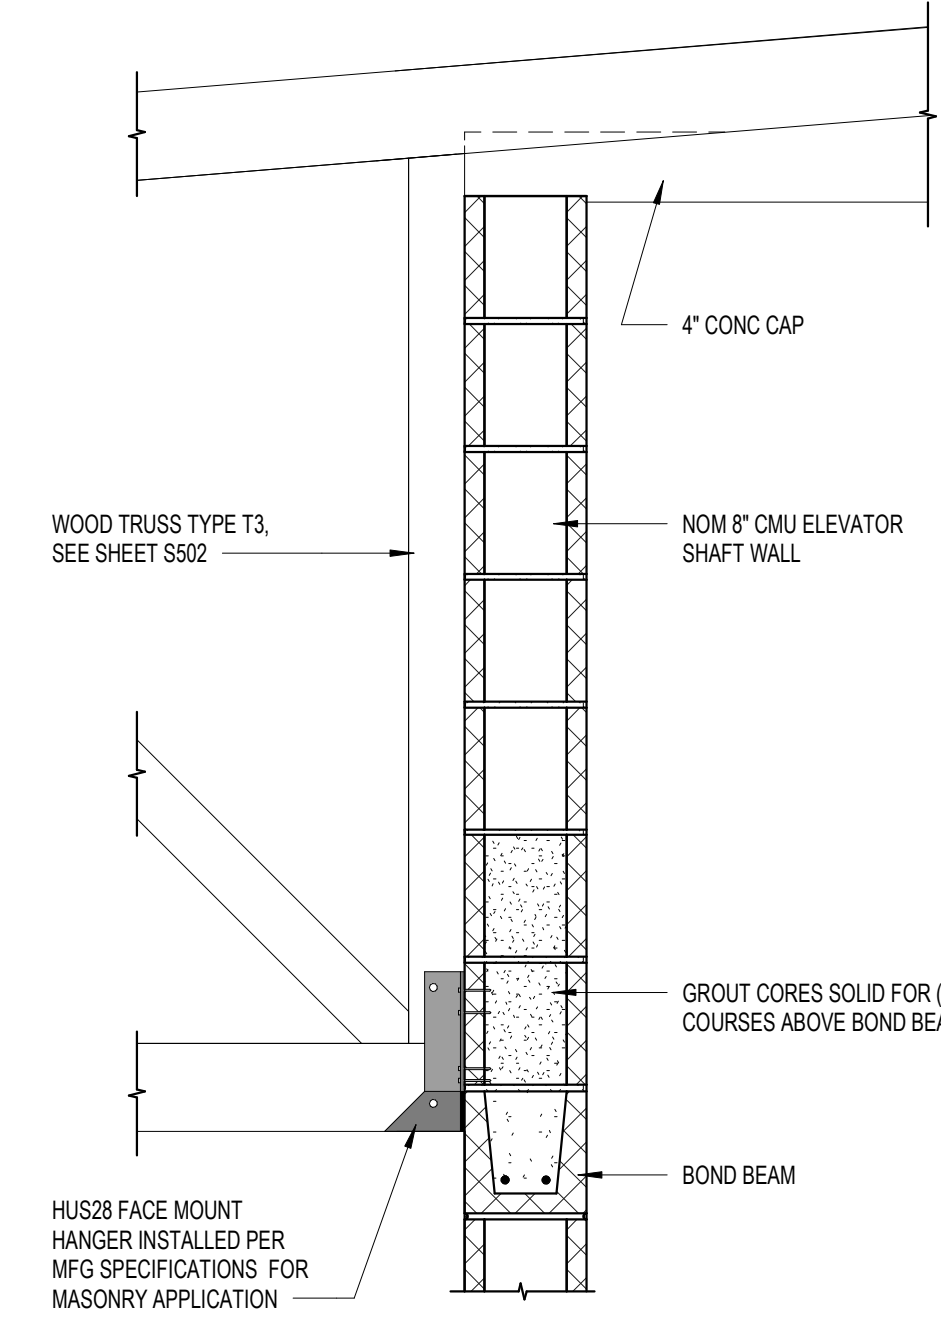 4" CONC CAP
WOOD TRUSS TYPE T3,
SEE SHEET S502
NOM 8" CMU ELEVATOR
SHAFT WALL
GROUT CORES SOLID FOR (
COURSES ABOVE BOND
BOND BEAM
HUS28 FACE MOUNT
HANGER INSTALLED PER
MFG SPECIFICATIONS FOR
MASONRY APPLICATION